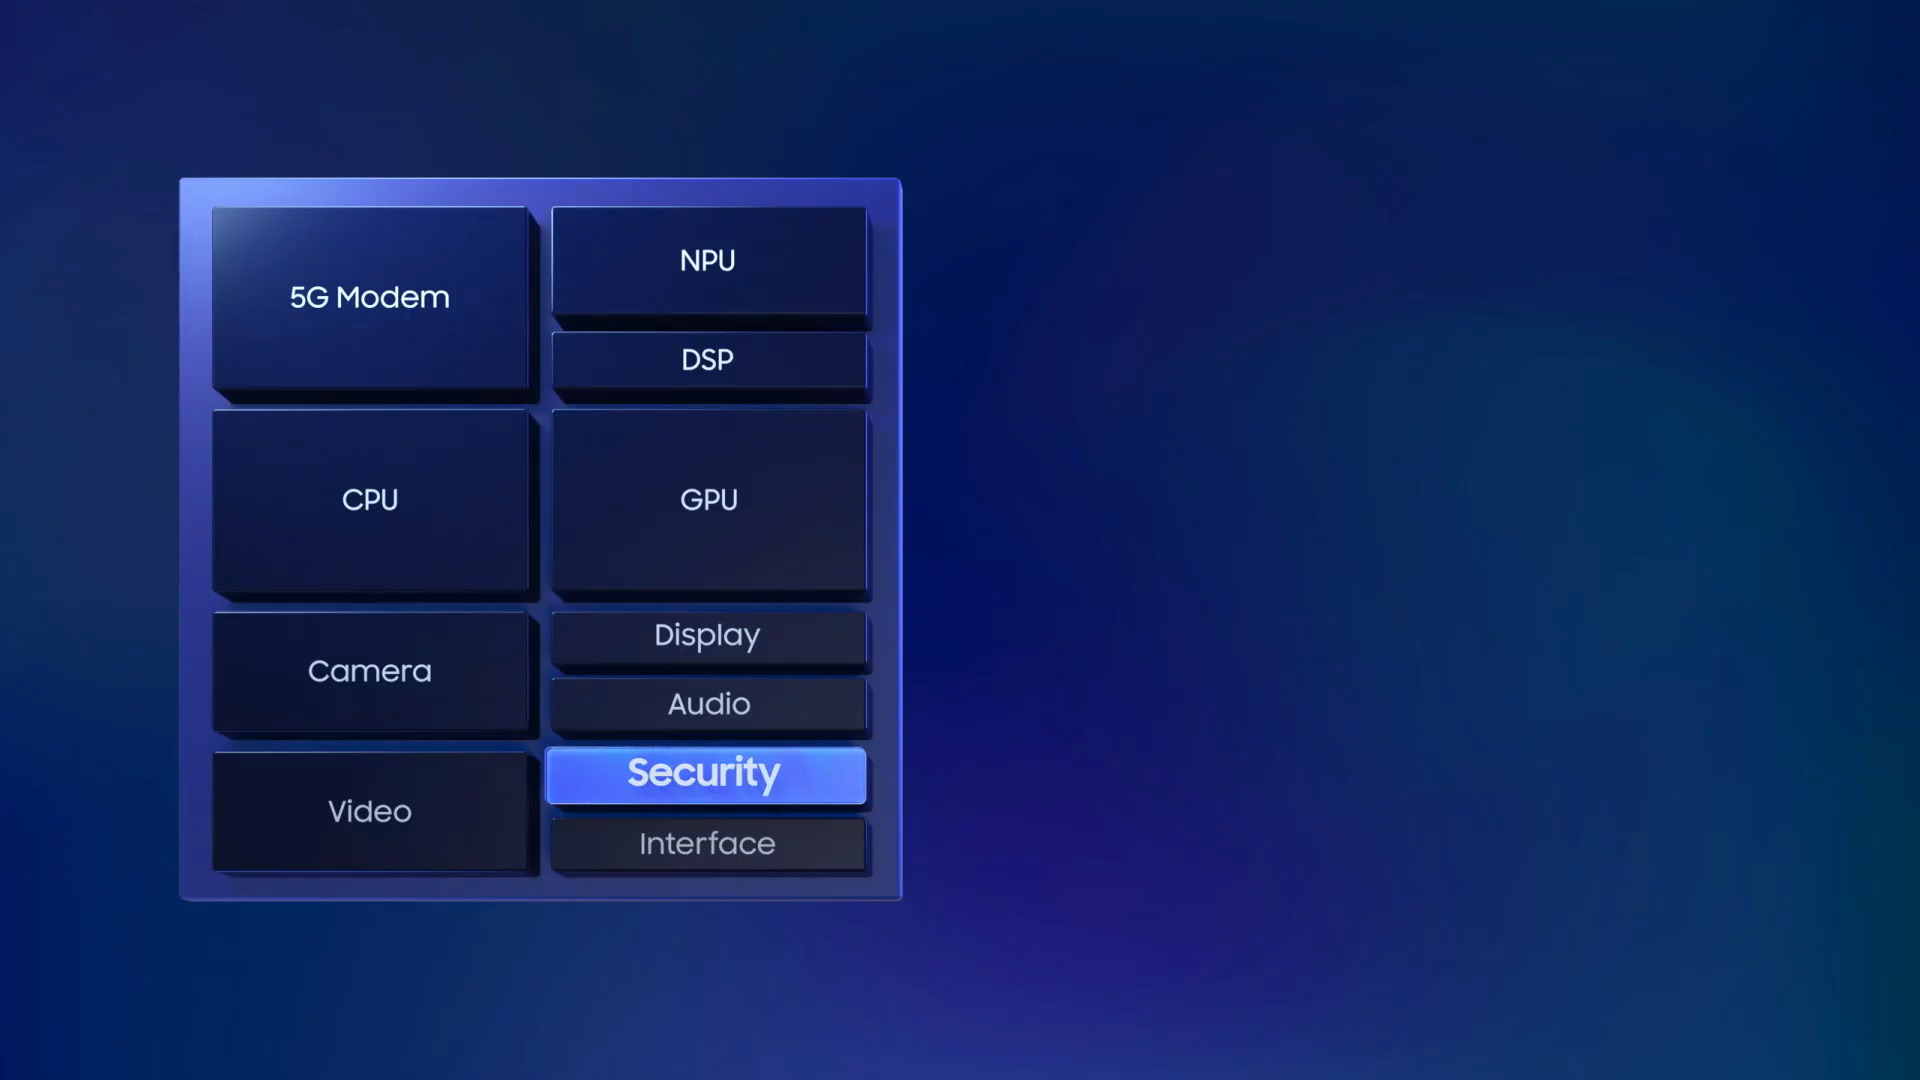 5G Modem
NPU
DSP
CPU
GPU
Camera
Display
Audio
Video
Security
Interface